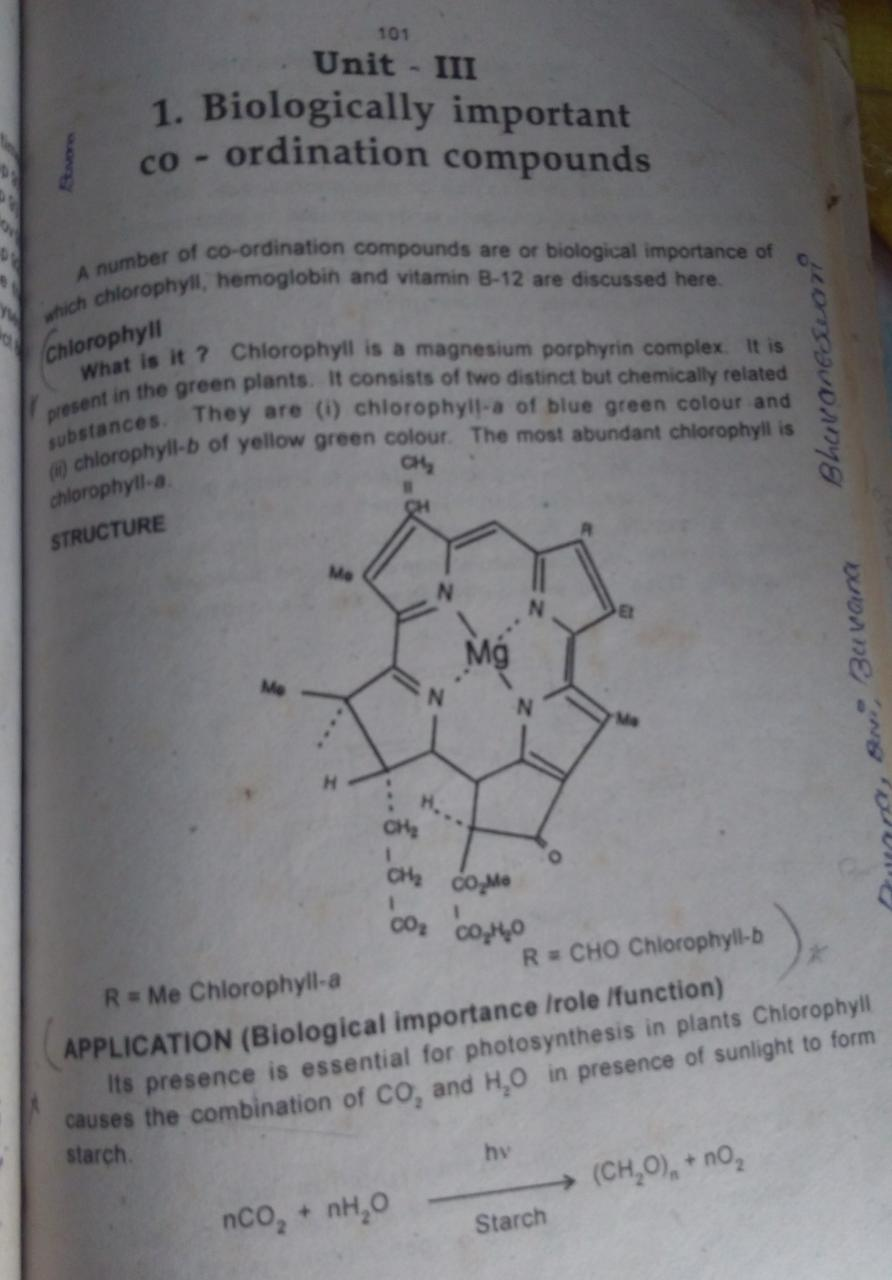 101
Unit - III
1. Biologically important
co - ordination compounds
A number of co-ordination compounds are or biological importance of
which chlorophyll, hemoglobin and vitamin B-12 are discussed here.
Chlorophyll
What is it ? Chlorophyll is a magnesium porphyrin complex. It is
present in the green plants. It consists of two distinct but chemically related
substances. They are (i) chlorophyll-a of blue green colour and
(ii) chlorophyll-b of yellow green colour. The most abundant chlorophyll is
chlorophyll-a.
STRUCTURE
CH₂
CH
R
Me
N
N
Et
Mg
Me
N
N
Me
H
H
CH₂
O
CH₂
CO₂Me
CO₂
CO₂H₂O
R = Me Chlorophyll-a
R = CHO Chlorophyll-b
APPLICATION (Biological importance /role /function)
Its presence is essential for photosynthesis in plants Chlorophyll
causes the combination of CO₂ and H₂O in presence of sunlight to form
starch.
hν
nCO₂ + nH₂O → (CH₂O)ₙ + nO₂
Starch
Bhuvaneswari
Buvana